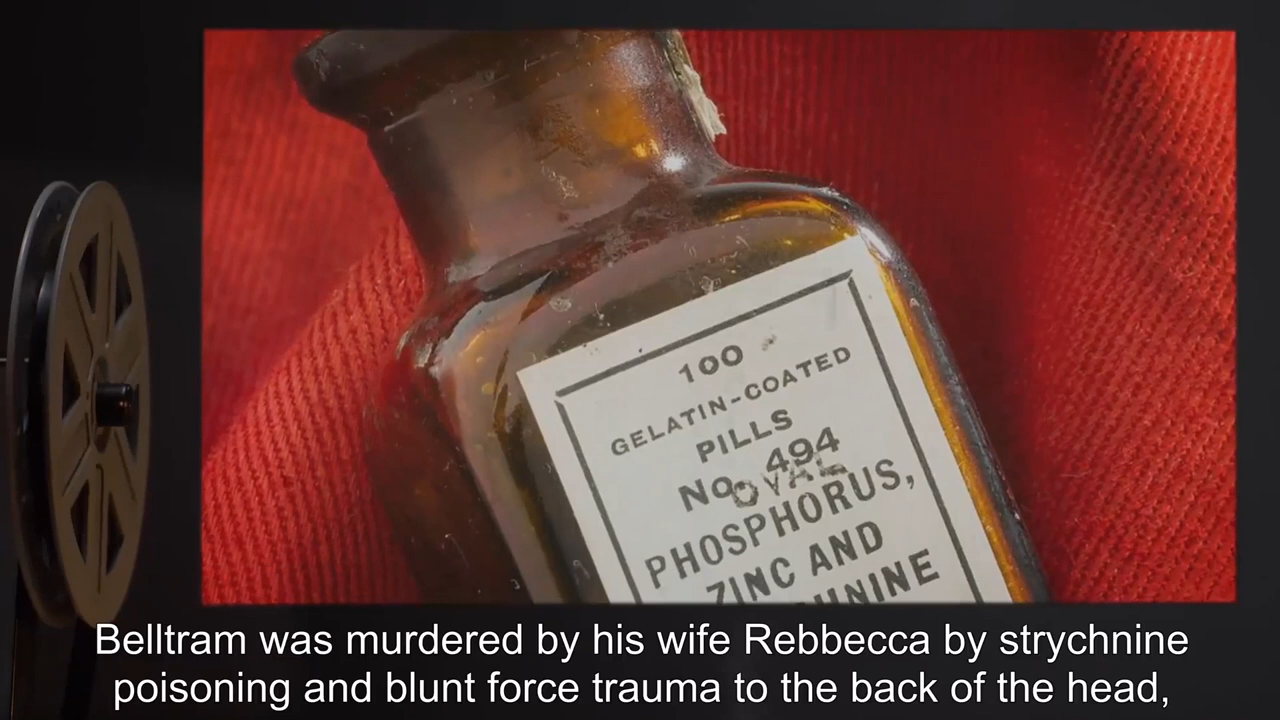 100
GELATIN-COATED
PILLS
No. 494
OVAL
PHOSPHORUS,
ZINC AND
Belltram was murdered by his wife Rebbecca by strychnine
poisoning and blunt force trauma to the back of the head,